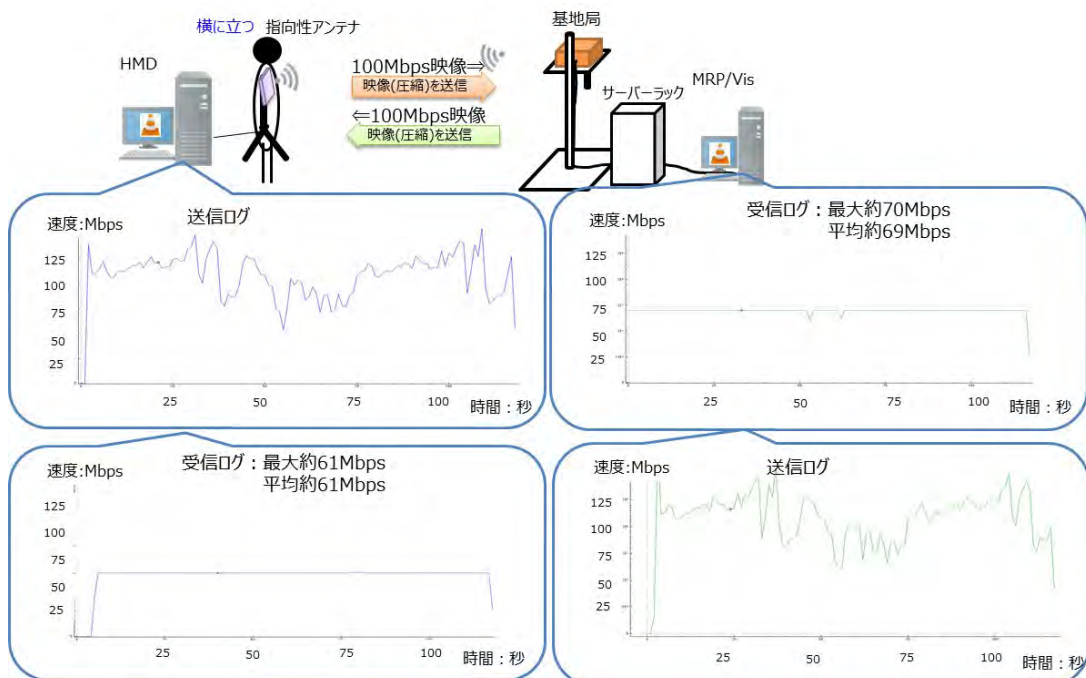 横に立つ 指向性アンテナ
基地局
HMD
100Mbps映像⇒
映像(圧縮)を送信
⇐100Mbps映像
映像(圧縮)を送信
サーバーラック
MRP/Vis
速度:Mbps
送信ログ
125
100
75
50
25
25
50
75
100
時間：秒
速度:Mbps
受信ログ：最大約70Mbps
平均約69Mbps
125
100
75
50
25
25
50
75
100
時間：秒
速度:Mbps
受信ログ：最大約61Mbps
平均約61Mbps
125
100
75
50
25
25
50
75
100
時間：秒
速度:Mbps
送信ログ
125
100
75
50
25
25
50
75
100
時間：秒